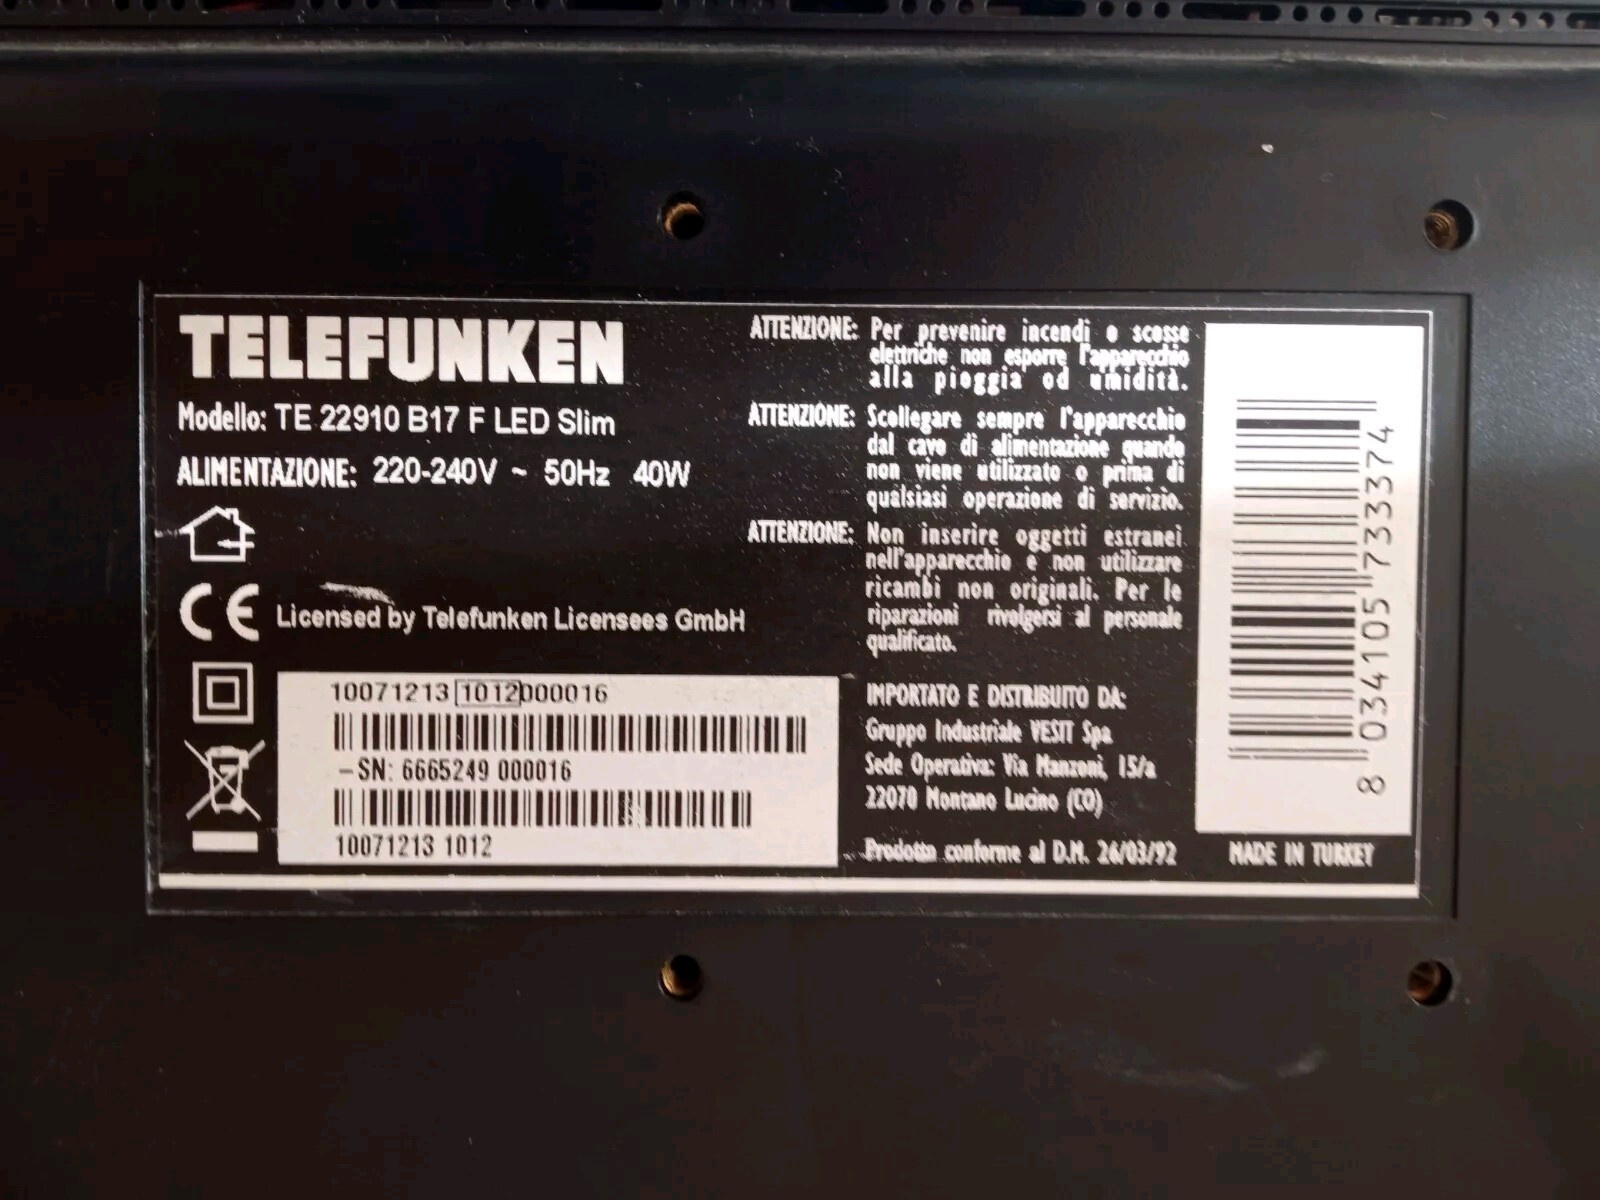 TELEFUNKEN
Modello: TE 22910 B17 F LED Slim
ALIMENTAZIONE: 220-240V ~ 50Hz 40W
CE Licensed by Telefunken Licensees GmbH
10071213 1012000016
-SN: 6665249 000016
10071213 1012
ATTENZIONE: Per prevenire incendi o scosse
elettriche non esporre l'apparecchio
alla pioggia od umidità.
ATTENZIONE: Scollegare sempre l'apparecchio
dal cavo di alimentazione quando
non viene utilizzato o prima di
qualsiasi operazione di servizio.
ATTENZIONE: Non inserire oggetti estranei
nell'apparecchio e non utilizzare
ricambi non originali. Per le
riparazioni rivolgersi al personale
qualificato.
IMPORTATO E DISTRIBUITO DA:
Gruppo Industriale VESIT Spa
Sede Operativa: Via Manzoni, 15/a
22070 Montano Lucino (CO)
Prodotto conforme al D.M. 26/03/92
8 034105 733374
MADE IN TURKEY